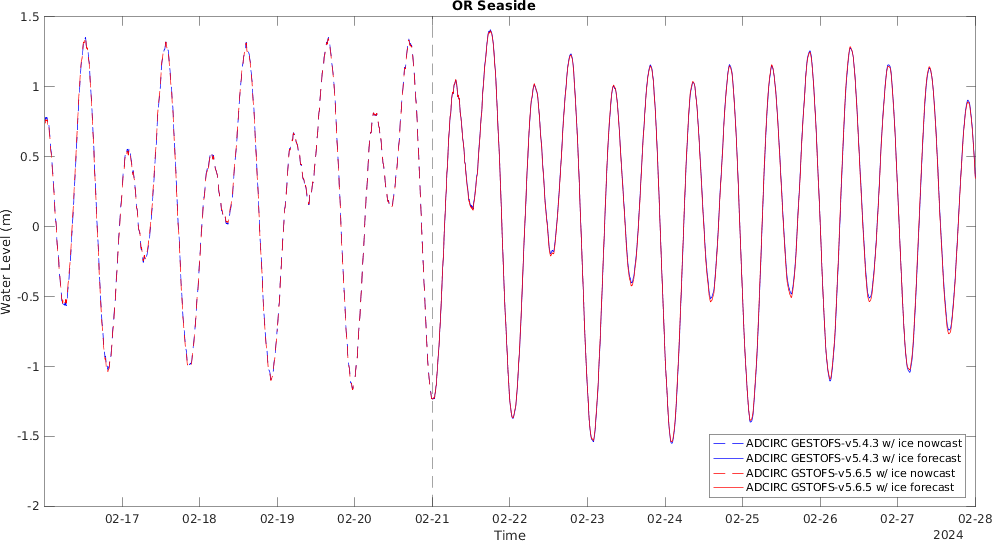 OR Seaside
1.5
1
0.5
0
-0.5
-1
-1.5
-2
Water Level (m)
ADCIRC GESTOFS-v5.4.3 w/ ice nowcast
ADCIRC GESTOFS-v5.4.3 w/ ice forecast
ADCIRC GSTOFS-v5.6.5 w/ ice nowcast
ADCIRC GSTOFS-v5.6.5 w/ ice forecast
02-17 02-18 02-19 02-20 02-21 02-22 02-23 02-24 02-25 02-26 02-27 02-28
Time
2024